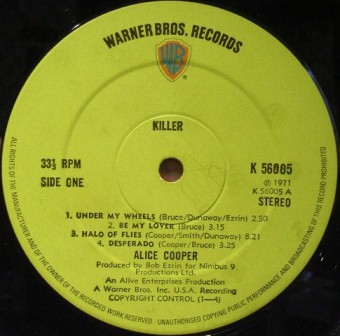 WARNER BROS. RECORDS
WB
KILLER
33⅓ RPM
SIDE ONE
K 56005
℗ 1971
K 56005 A
STEREO
1. UNDER MY WHEELS (Bruce/Dunaway/Ezrin) 2.50
2. BE MY LOVER (Bruce) 3.15
3. HALO OF FLIES (Cooper/Smith/Dunaway) 8.21
4. DESPERADO (Cooper/Bruce) 3.25
ALICE COOPER
Produced by Bob Ezrin for Nimbus 9
Productions Ltd.
An Alive Enterprises Production
A Warner Bros. Inc. U.S.A. Recording
COPYRIGHT CONTROL (1—4)
ALL RIGHTS OF THE MANUFACTURER AND OF THE OWNER OF THE RECORDED WORK RESERVED · UNAUTHORISED COPYING PUBLIC PERFORMANCE AND BROADCASTING OF THIS RECORD PROHIBITED